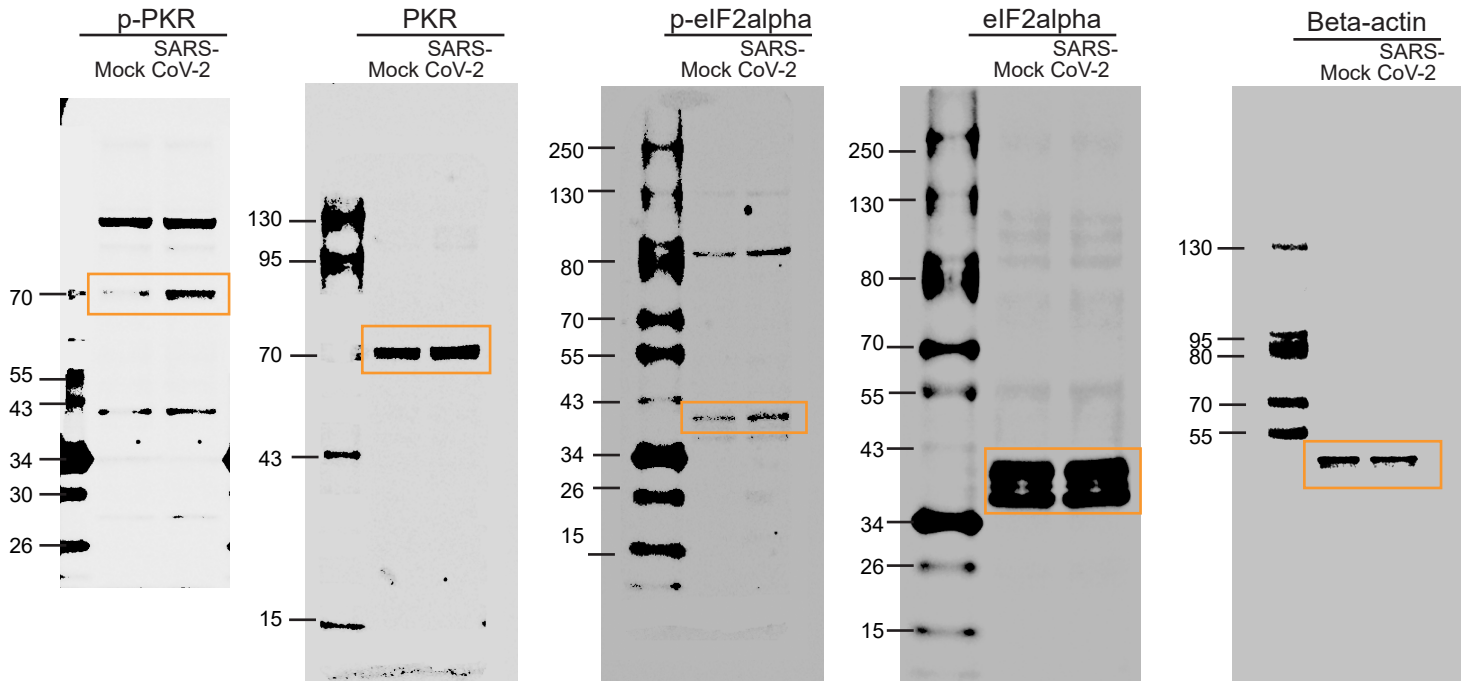 p-PKR
SARS-
Mock CoV-2
70
55
43
34
30
26
PKR
SARS-
Mock CoV-2
130
95
70
43
15
p-eIF2alpha
SARS-
Mock CoV-2
250
130
80
70
55
43
34
26
15
eIF2alpha
SARS-
Mock CoV-2
250
130
80
70
55
43
34
26
15
Beta-actin
SARS-
Mock CoV-2
130
95
80
70
55